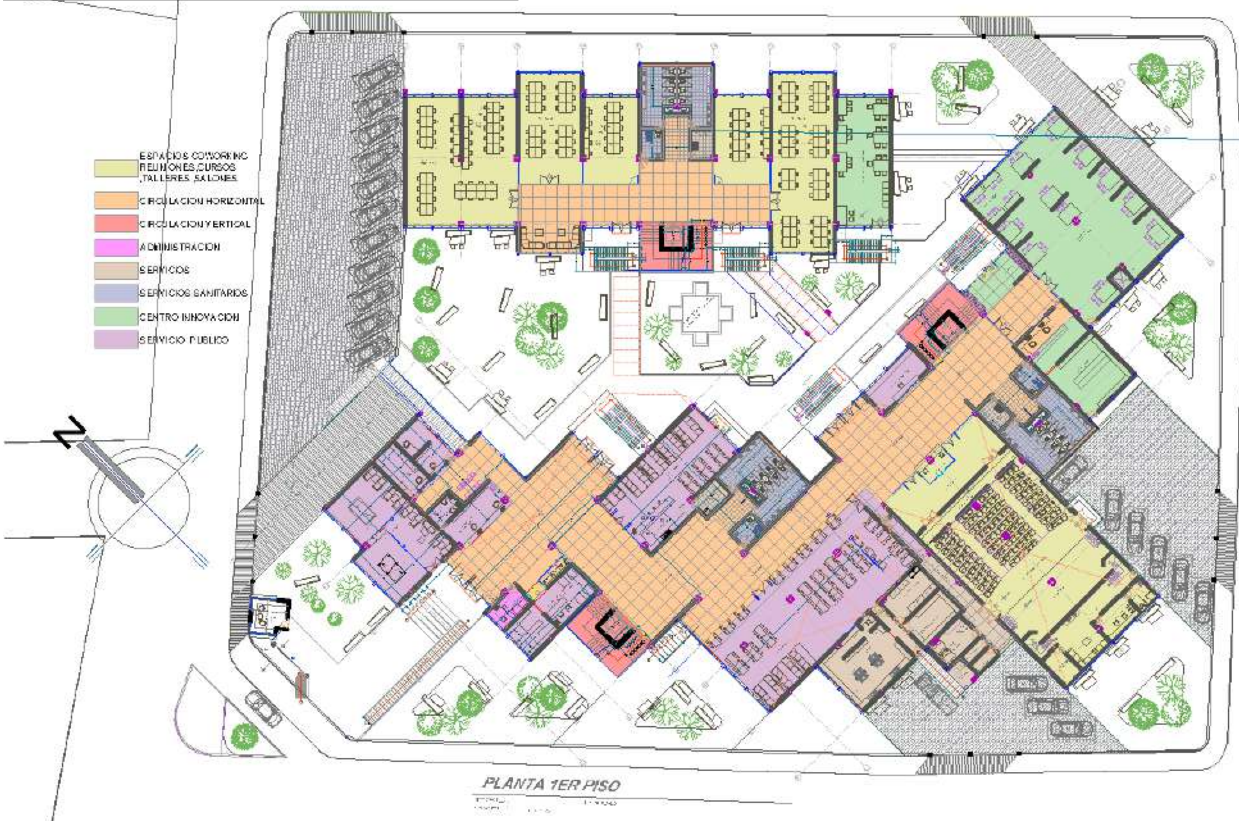 ESPACIOS COWORKING
REUNIONES,CURSOS
,TALLERES, SALONES
CIRCULACION HORIZONTAL
CIRCULACION VERTICAL
ADMINISTRACION
SERVICIOS
SERVICIOS SANITARIOS
CENTRO INNOVACION
SERVICIO PUBLICO
N
PLANTA 1ER PISO